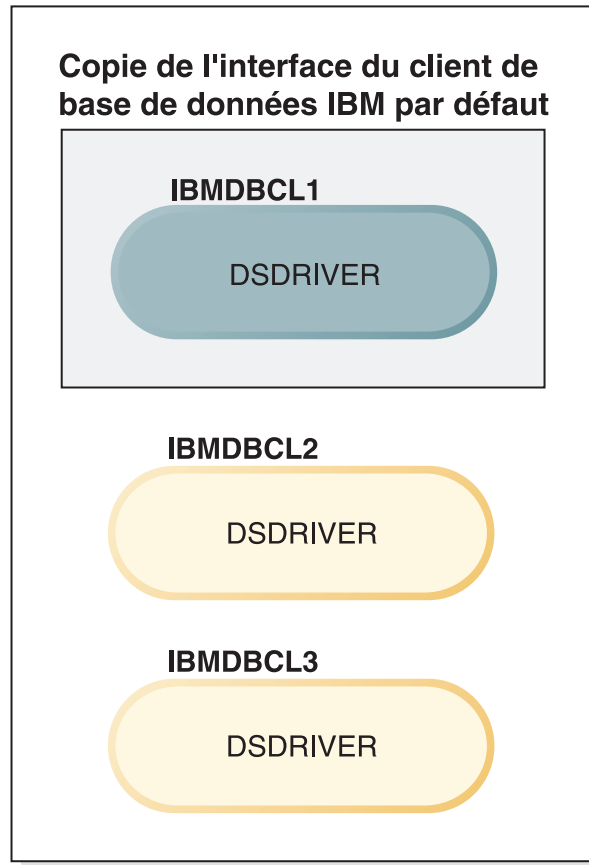 Copie de l'interface du client de
base de données IBM par défaut
IBMDBCL1
DSDRIVER
IBMDBCL2
DSDRIVER
IBMDBCL3
DSDRIVER